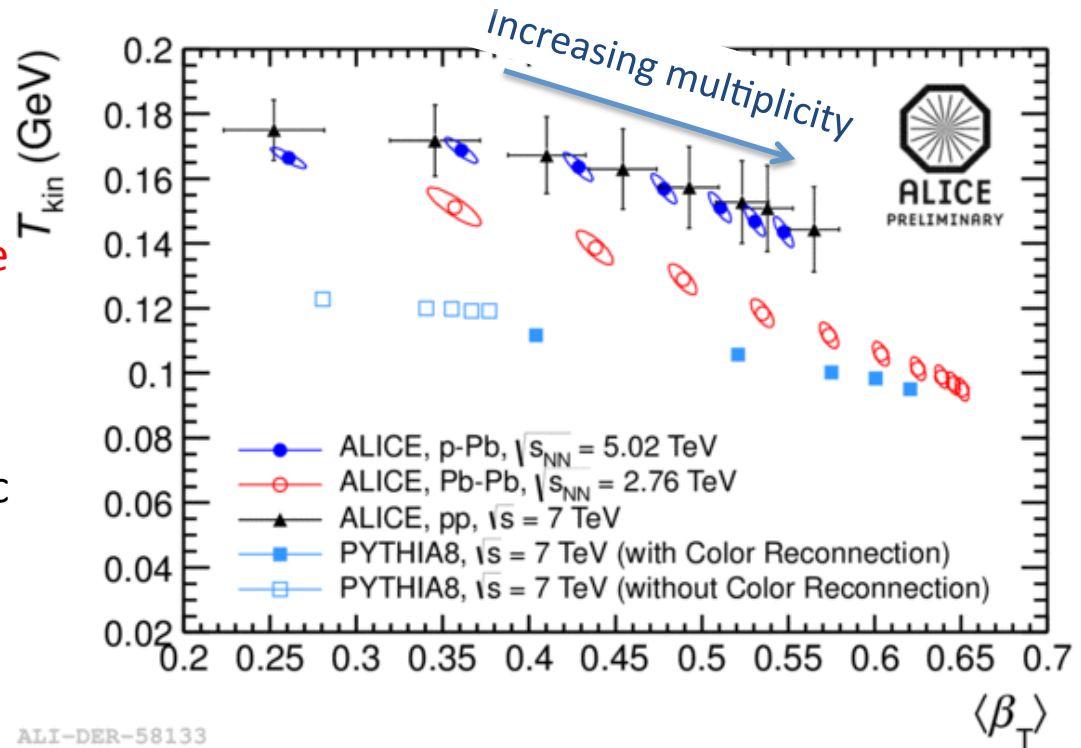 Increasing multiplicity
T_kin (GeV)
0.2
0.18
0.16
0.14
0.12
0.1
0.08
0.06
0.04
0.02
ALICE
PRELIMINARY
ALICE, p-Pb, √s_NN = 5.02 TeV
ALICE, Pb-Pb, √s_NN = 2.76 TeV
ALICE, pp, √s = 7 TeV
PYTHIA8, √s = 7 TeV (with Color Reconnection)
PYTHIA8, √s = 7 TeV (without Color Reconnection)
0.2 0.25 0.3 0.35 0.4 0.45 0.5 0.55 0.6 0.65 0.7
⟨β_T⟩
ALI-DER-58133